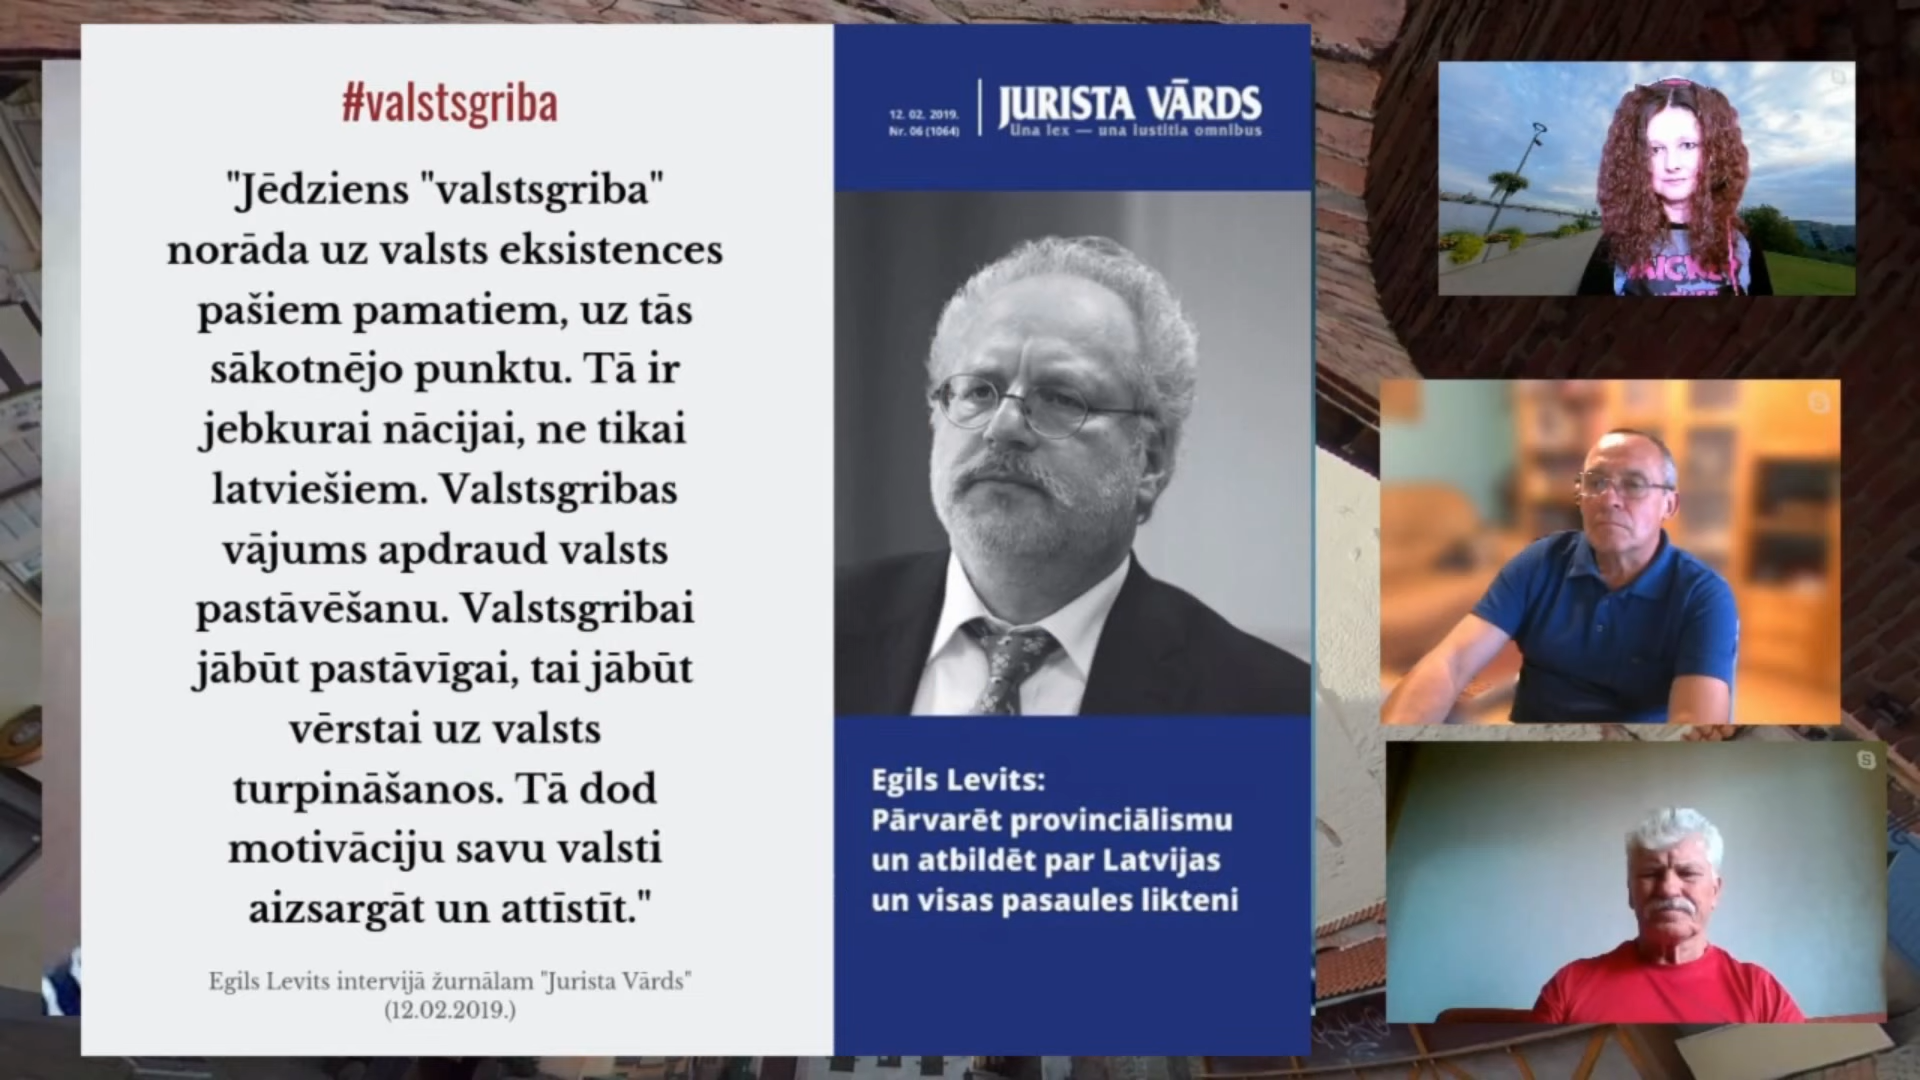 #valstsgriba
"Jēdziens "valstsgriba"
norāda uz valsts eksistences
pašiem pamatiem, uz tās
sākotnējo punktu. Tā ir
jebkurai nācijai, ne tikai
latviešiem. Valstsgribas
vājums apdraud valsts
pastāvēšanu. Valstsgribai
jābūt pastāvīgai, tai jābūt
vērstai uz valsts
turpināšanos. Tā dod
motivāciju savu valsti
aizsargāt un attīstīt."
Egils Levits intervijā žurnālam "Jurista Vārds"
(12.02.2019.)
12. 02. 2019.
Nr. 06 (1064)
JURISTA VĀRDS
Una lex — una iustitia omnibus
Egils Levits:
Pārvarēt provinciālismu
un atbildēt par Latvijas
un visas pasaules likteni